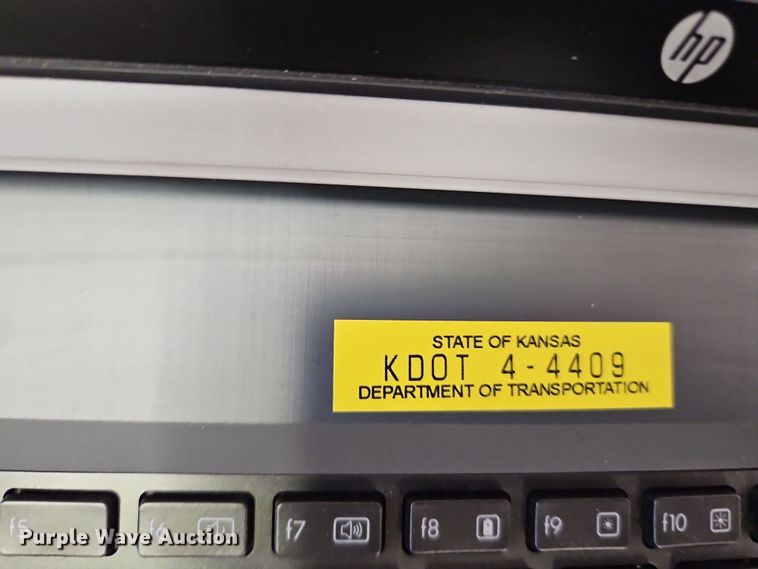 hp
STATE OF KANSAS
KDOT 4-4409
DEPARTMENT OF TRANSPORTATION
f5 f6 f7 f8 f9 f10
Purple Wave Auction